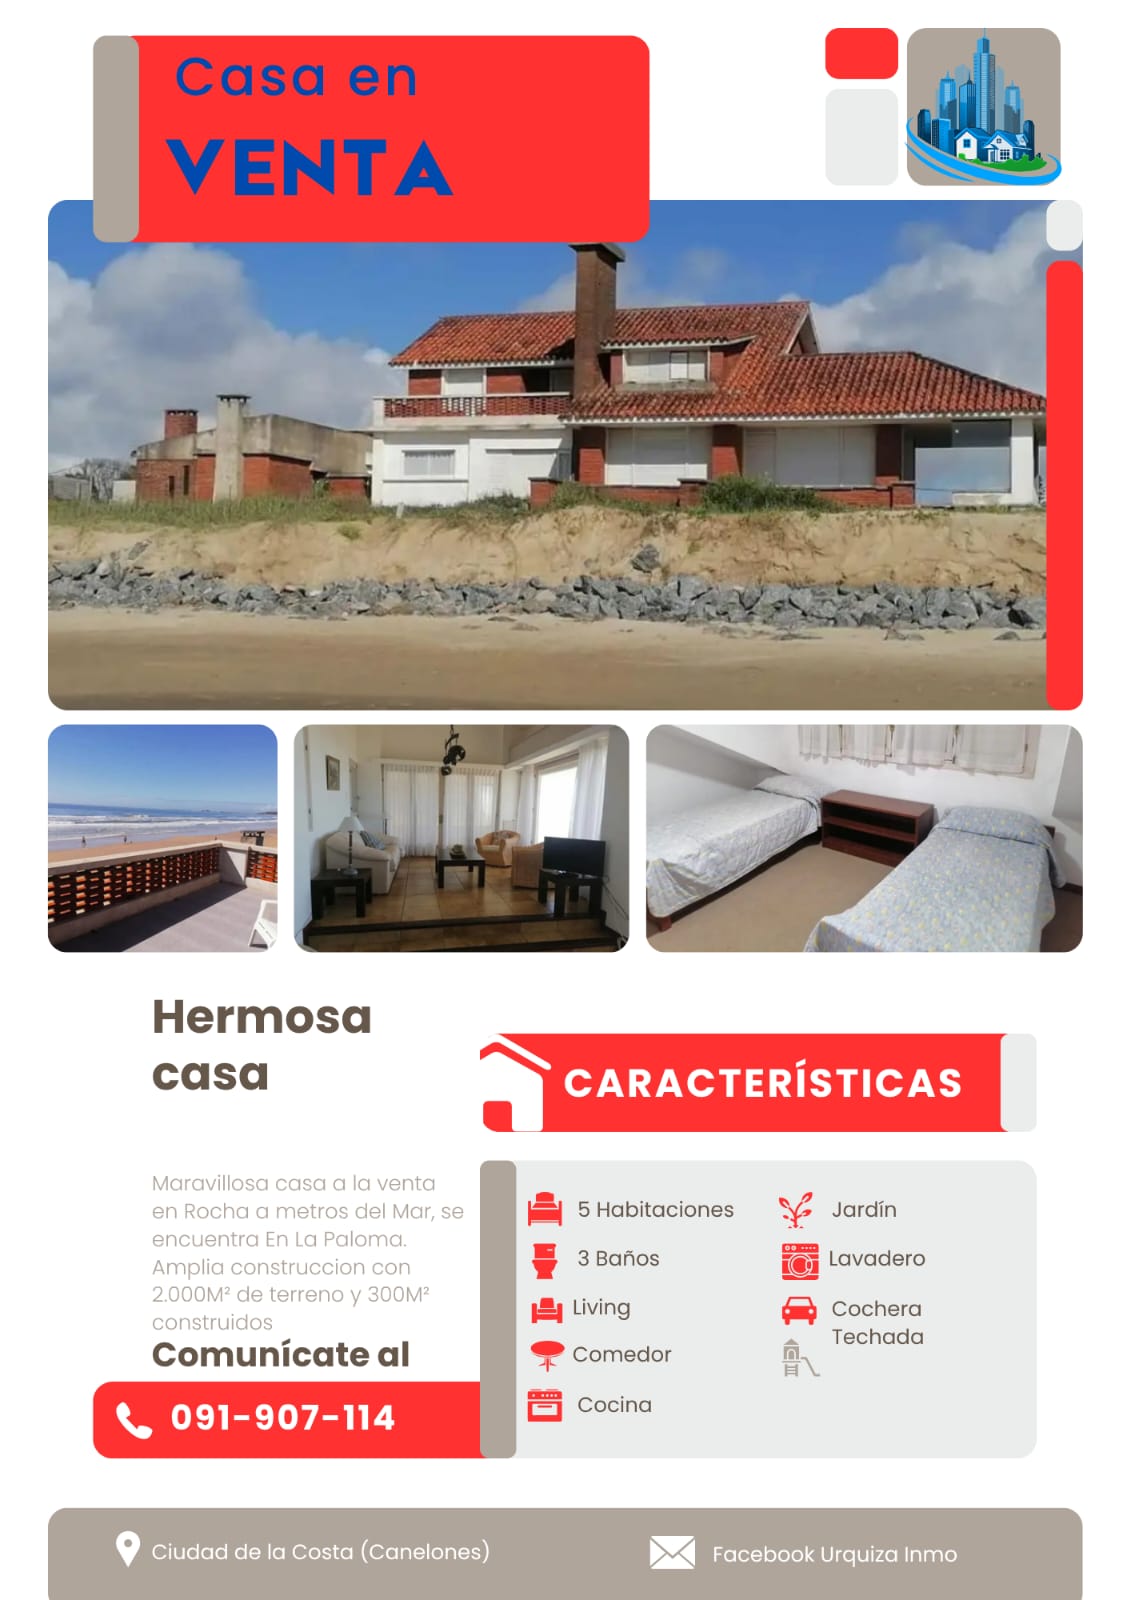 Casa en
VENTA
Hermosa
casa
Maravillosa casa a la venta
en Rocha a metros del Mar, se
encuentra En La Paloma.
Amplia construccion con
2.000M² de terreno y 300M²
construidos
Comunícate al
091-907-114
CARACTERÍSTICAS
5 Habitaciones
3 Baños
Living
Comedor
Cocina
Jardín
Lavadero
Cochera
Techada
Ciudad de la Costa (Canelones)
Facebook Urquiza Inmo